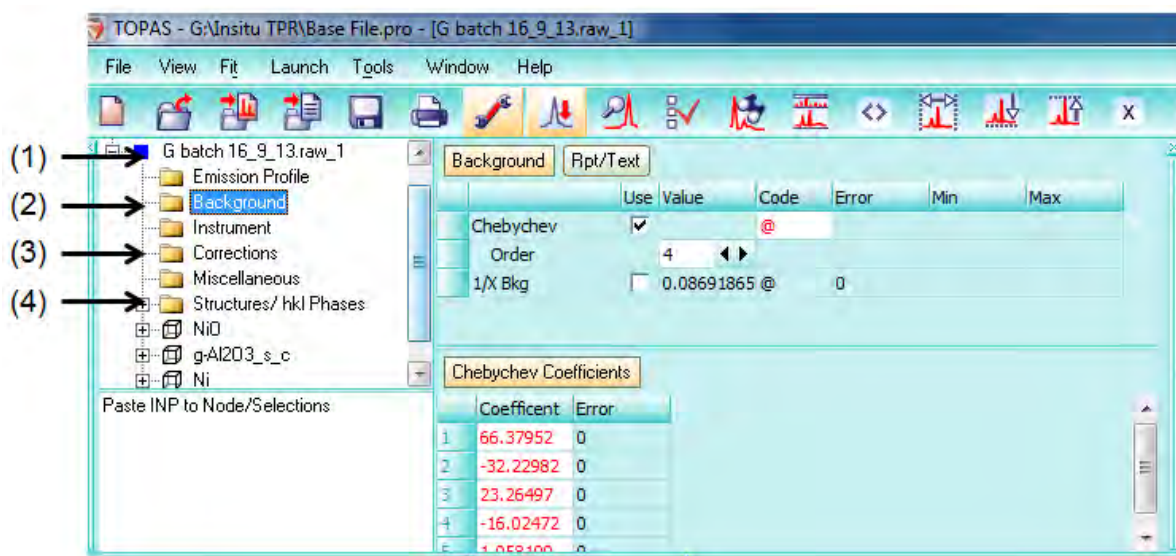 TOPAS - G:\Insitu TPR\Base File.pro - [G batch 16_9_13.raw_1]
File View Fit Launch Tools Window Help
x
(1) G batch 16_9_13.raw_1
Emission Profile
(2) Background
Instrument
(3) Corrections
Miscellaneous
(4) Structures/ hkl Phases
NiO
g-Al2O3_s_c
Ni
Paste INP to Node/Selections
Background Rpt/Text
Use Value Code Error Min Max
Chebychev @
Order 4
1/X Bkg 0.08691865 @ 0
Chebychev Coefficients
Coefficent Error
1 66.37952 0
2 -32.22982 0
3 23.26497 0
4 -16.02472 0
5 1.058100 0